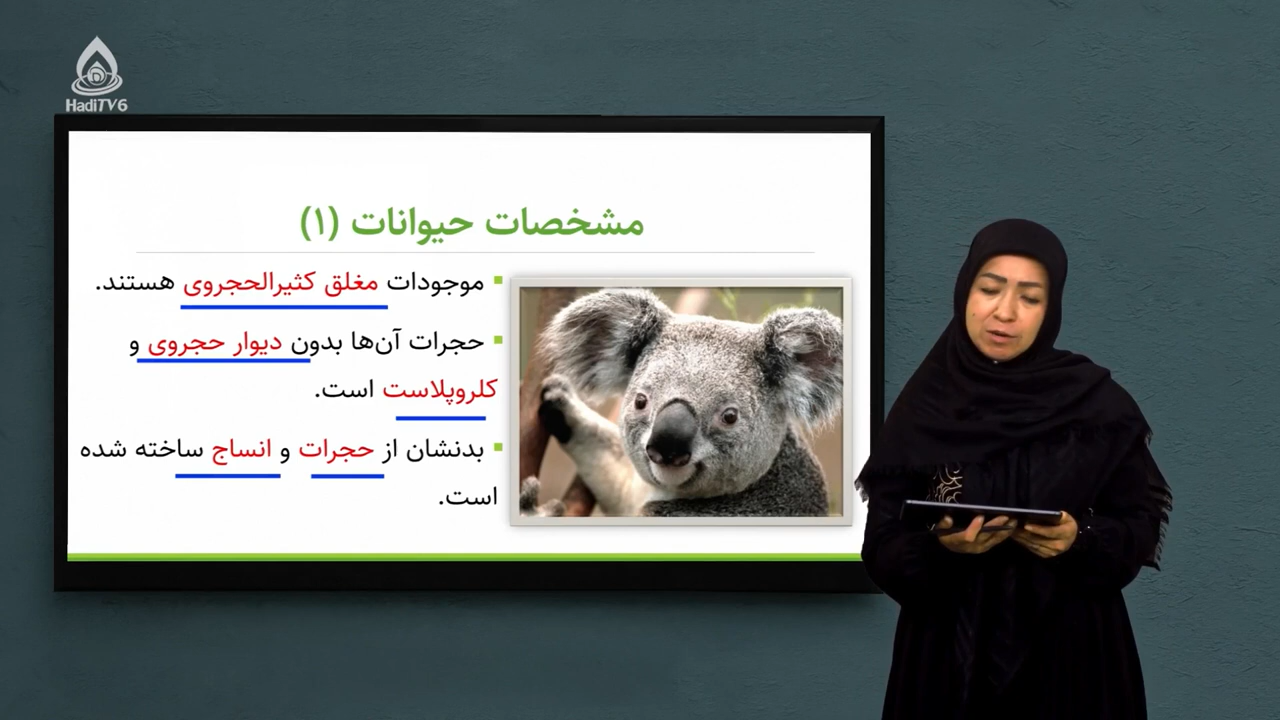 HadiTV6
مشخصات حیوانات (۱)
موجودات مغلق کثیرالحجروی هستند.
حجرات آن‌ها بدون دیوار حجروی و
کلروپلاست است.
بدنشان از حجرات و انساج ساخته شده
است.